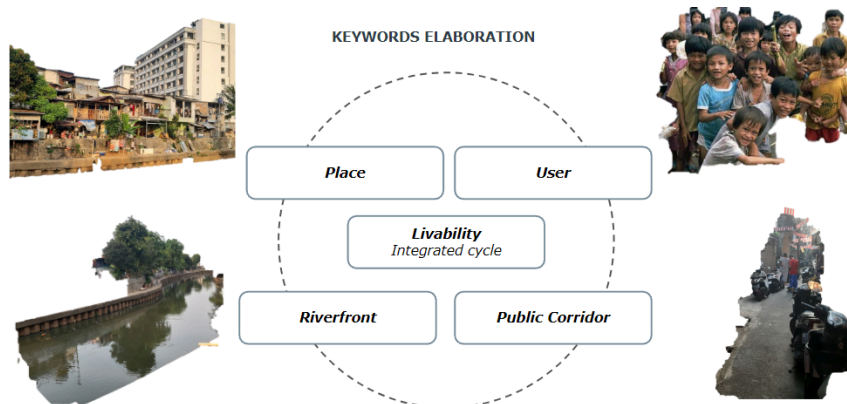 KEYWORDS ELABORATION
Place
User
Livability
Integrated cycle
Riverfront
Public Corridor